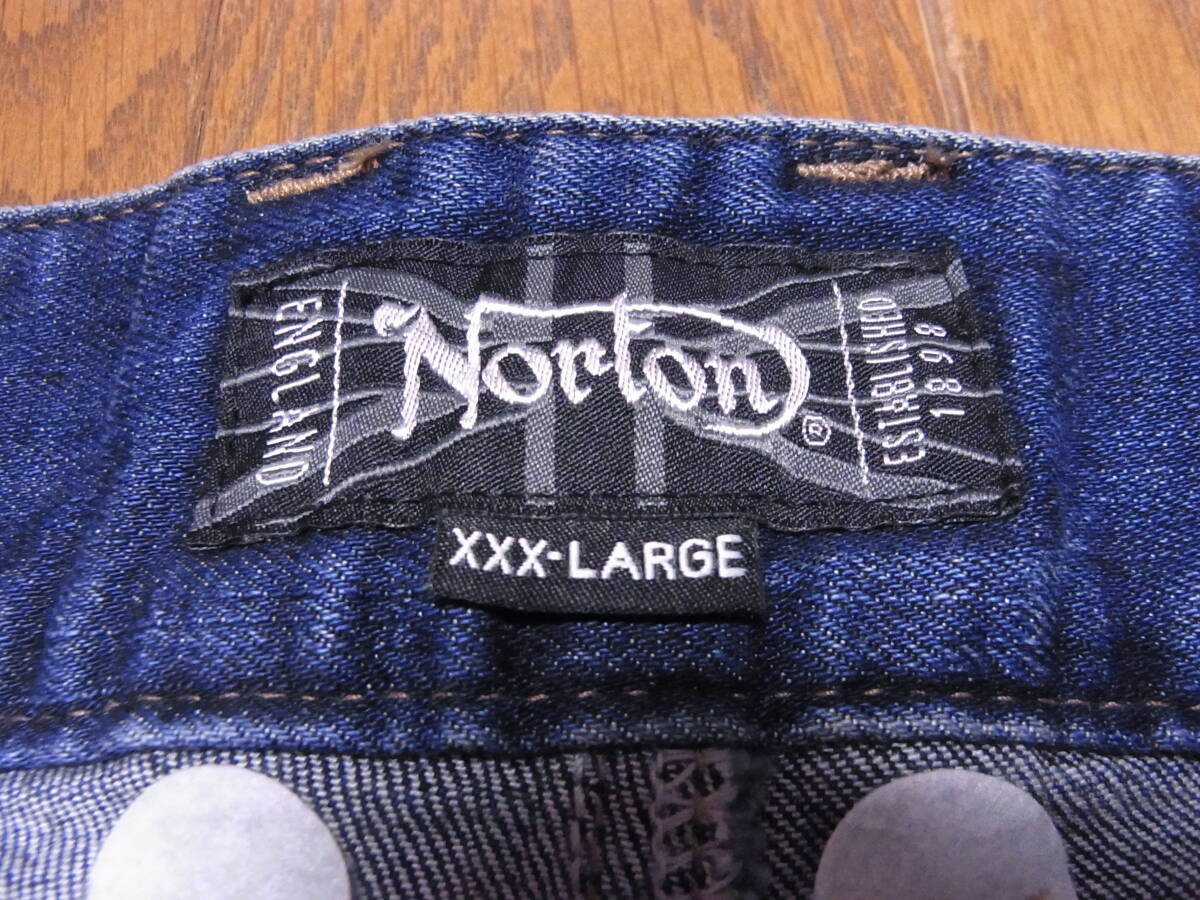 ENGLAND
Norton®
ESTABLISHED
1898
XXX-LARGE